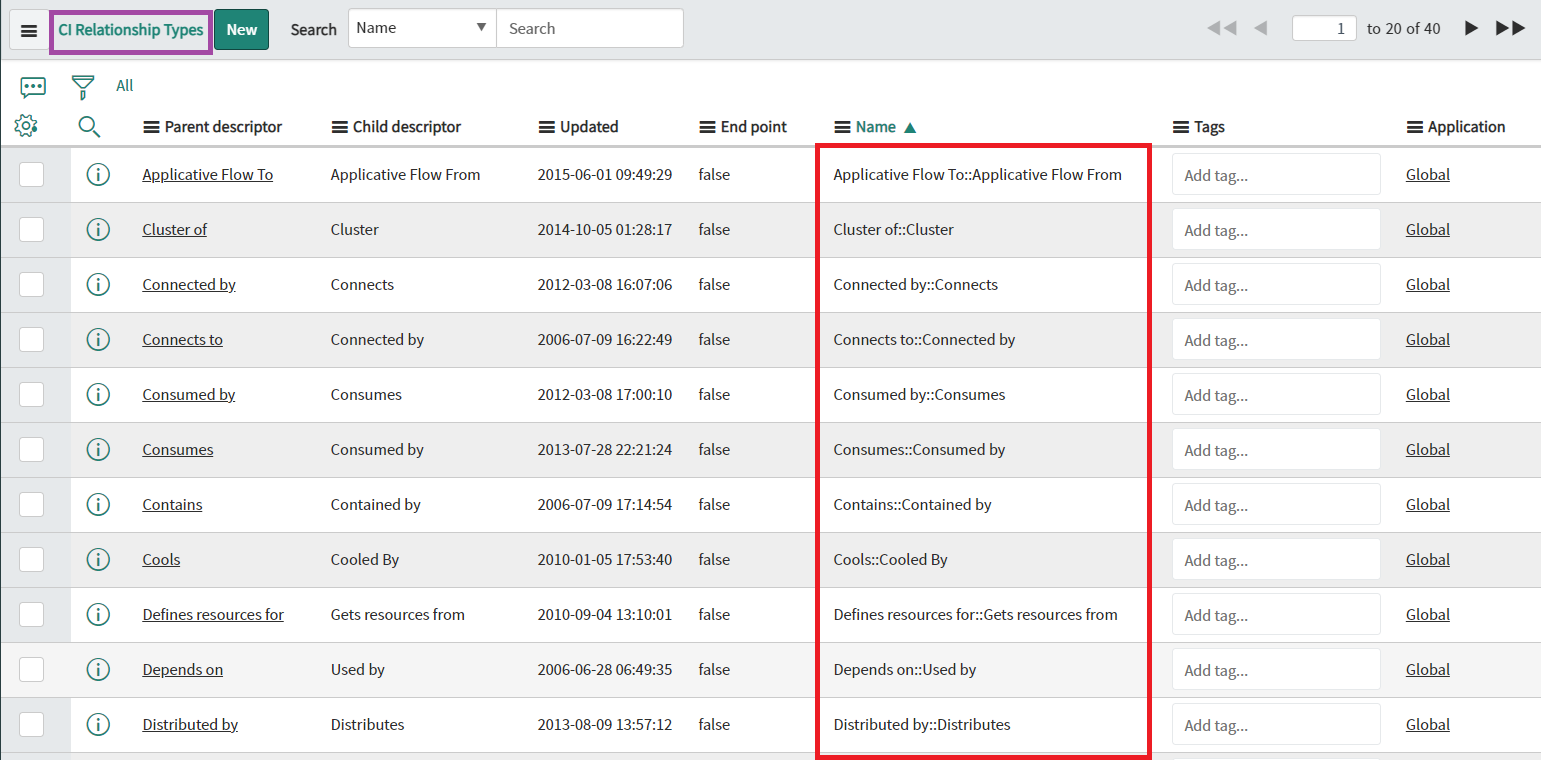 CI Relationship Types New Search Name Search 1 to 20 of 40
All
Parent descriptor Child descriptor Updated End point Name Tags Application
Applicative Flow To Applicative Flow From 2015-06-01 09:49:29 false Applicative Flow To::Applicative Flow From Add tag... Global
Cluster of Cluster 2014-10-05 01:28:17 false Cluster of::Cluster Add tag... Global
Connected by Connects 2012-03-08 16:07:06 false Connected by::Connects Add tag... Global
Connects to Connected by 2006-07-09 16:22:49 false Connects to::Connected by Add tag... Global
Consumed by Consumes 2012-03-08 17:00:10 false Consumed by::Consumes Add tag... Global
Consumes Consumed by 2013-07-28 22:21:24 false Consumes::Consumed by Add tag... Global
Contains Contained by 2006-07-09 17:14:54 false Contains::Contained by Add tag... Global
Cools Cooled By 2010-01-05 17:53:40 false Cools::Cooled By Add tag... Global
Defines resources for Gets resources from 2010-09-04 13:10:01 false Defines resources for::Gets resources from Add tag... Global
Depends on Used by 2006-06-28 06:49:35 false Depends on::Used by Add tag... Global
Distributed by Distributes 2013-08-09 13:57:12 false Distributed by::Distributes Add tag... Global